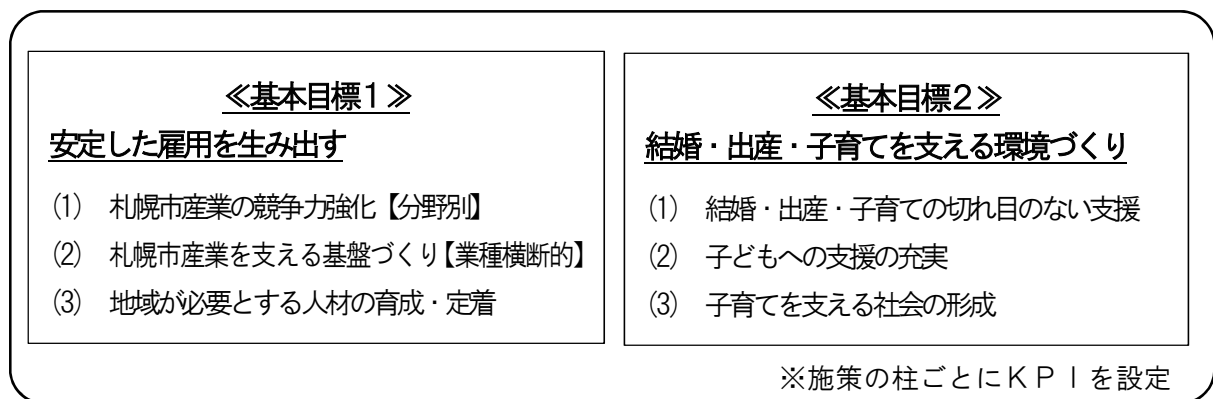 ≪基本目標1≫
安定した雇用を生み出す
(1) 札幌市産業の競争力強化【分野別】
(2) 札幌市産業を支える基盤づくり【業種横断的】
(3) 地域が必要とする人材の育成・定着
≪基本目標2≫
結婚・出産・子育てを支える環境づくり
(1) 結婚・出産・子育ての切れ目のない支援
(2) 子どもへの支援の充実
(3) 子育てを支える社会の形成
※施策の柱ごとにKPIを設定